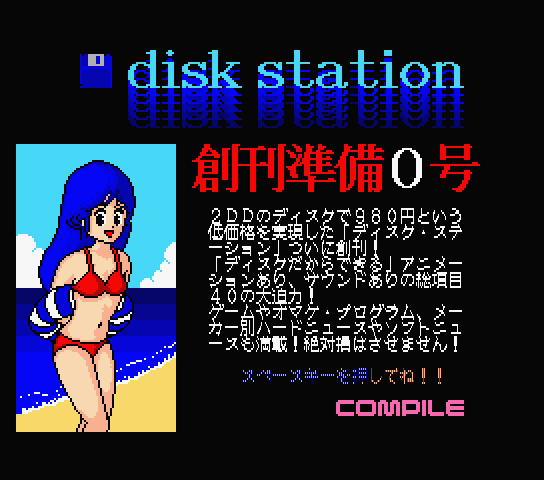 disk station
創刊準備０号
２ＤＤのディスクで９８０円という
低価格を実現した「ディスク・ステ
ーション」ついに創刊！
「ディスクだからできる」アニメー
ションあり、サウンドありの総項目
４０の大迫力！
ゲームやオマケ・プログラム、メー
カー別ハードニュースやソフトニュ
ースも満載！絶対損はさせません！
スペースキーを押してね！！
COMPILE